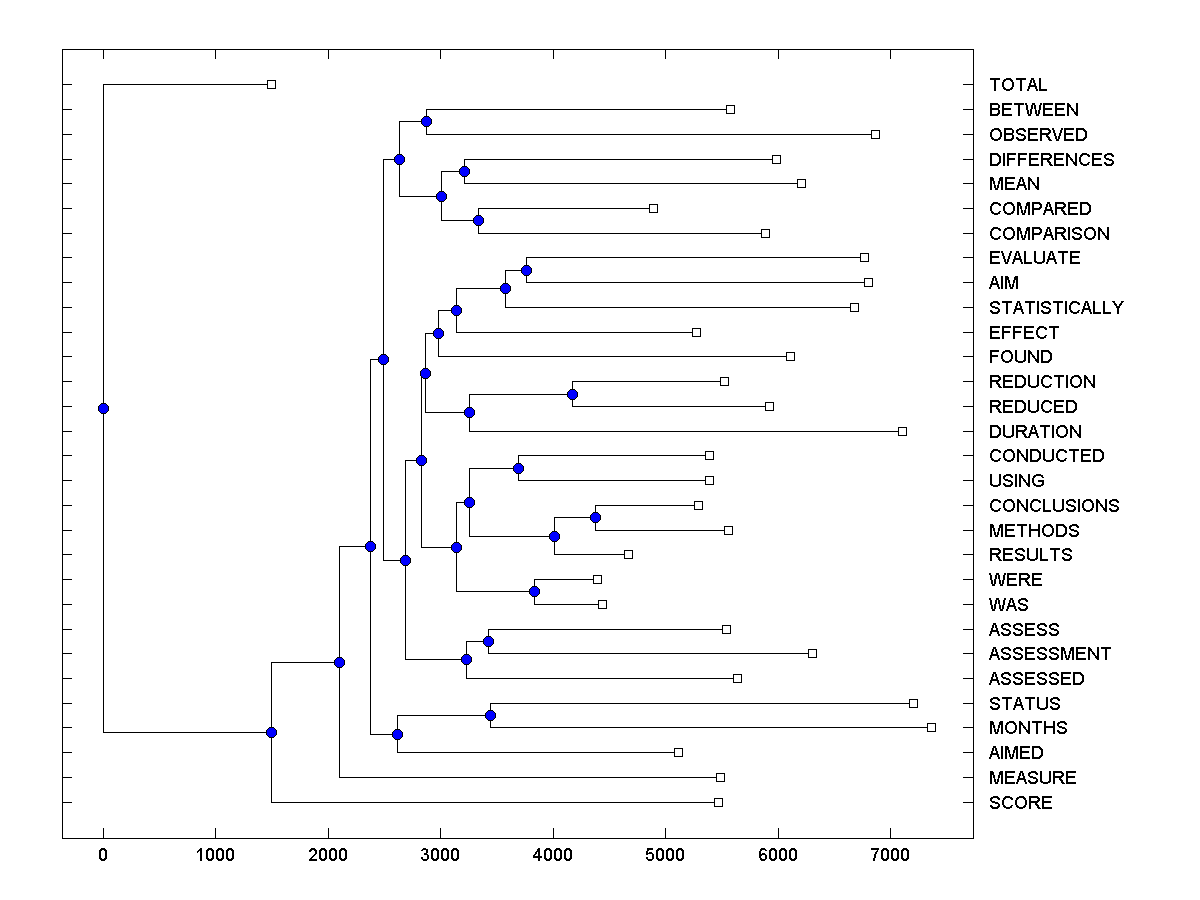 TOTAL
BETWEEN
OBSERVED
DIFFERENCES
MEAN
COMPARED
COMPARISON
EVALUATE
AIM
STATISTICALLY
EFFECT
FOUND
REDUCTION
REDUCED
DURATION
CONDUCTED
USING
CONCLUSIONS
METHODS
RESULTS
WERE
WAS
ASSESS
ASSESSMENT
ASSESSED
STATUS
MONTHS
AIMED
MEASURE
SCORE
0 1000 2000 3000 4000 5000 6000 7000